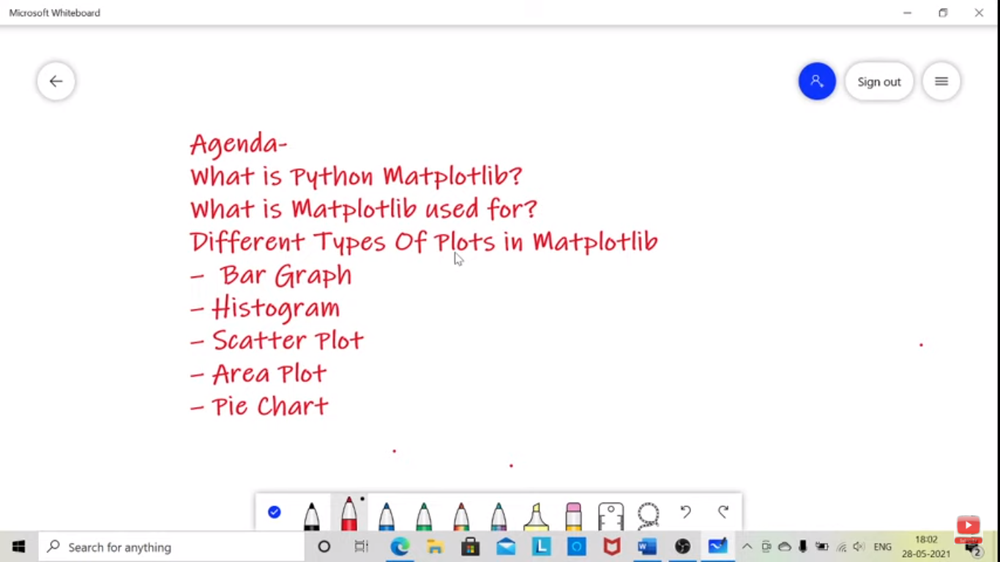 Microsoft Whiteboard
Sign out
Agenda-
What is Python Matplotlib?
What is Matplotlib used for?
Different Types Of Plots in Matplotlib
- Bar Graph
- Histogram
- Scatter Plot
- Area Plot
- Pie Chart
Search for anything
L
W
ENG
18:02
28-05-2021
2